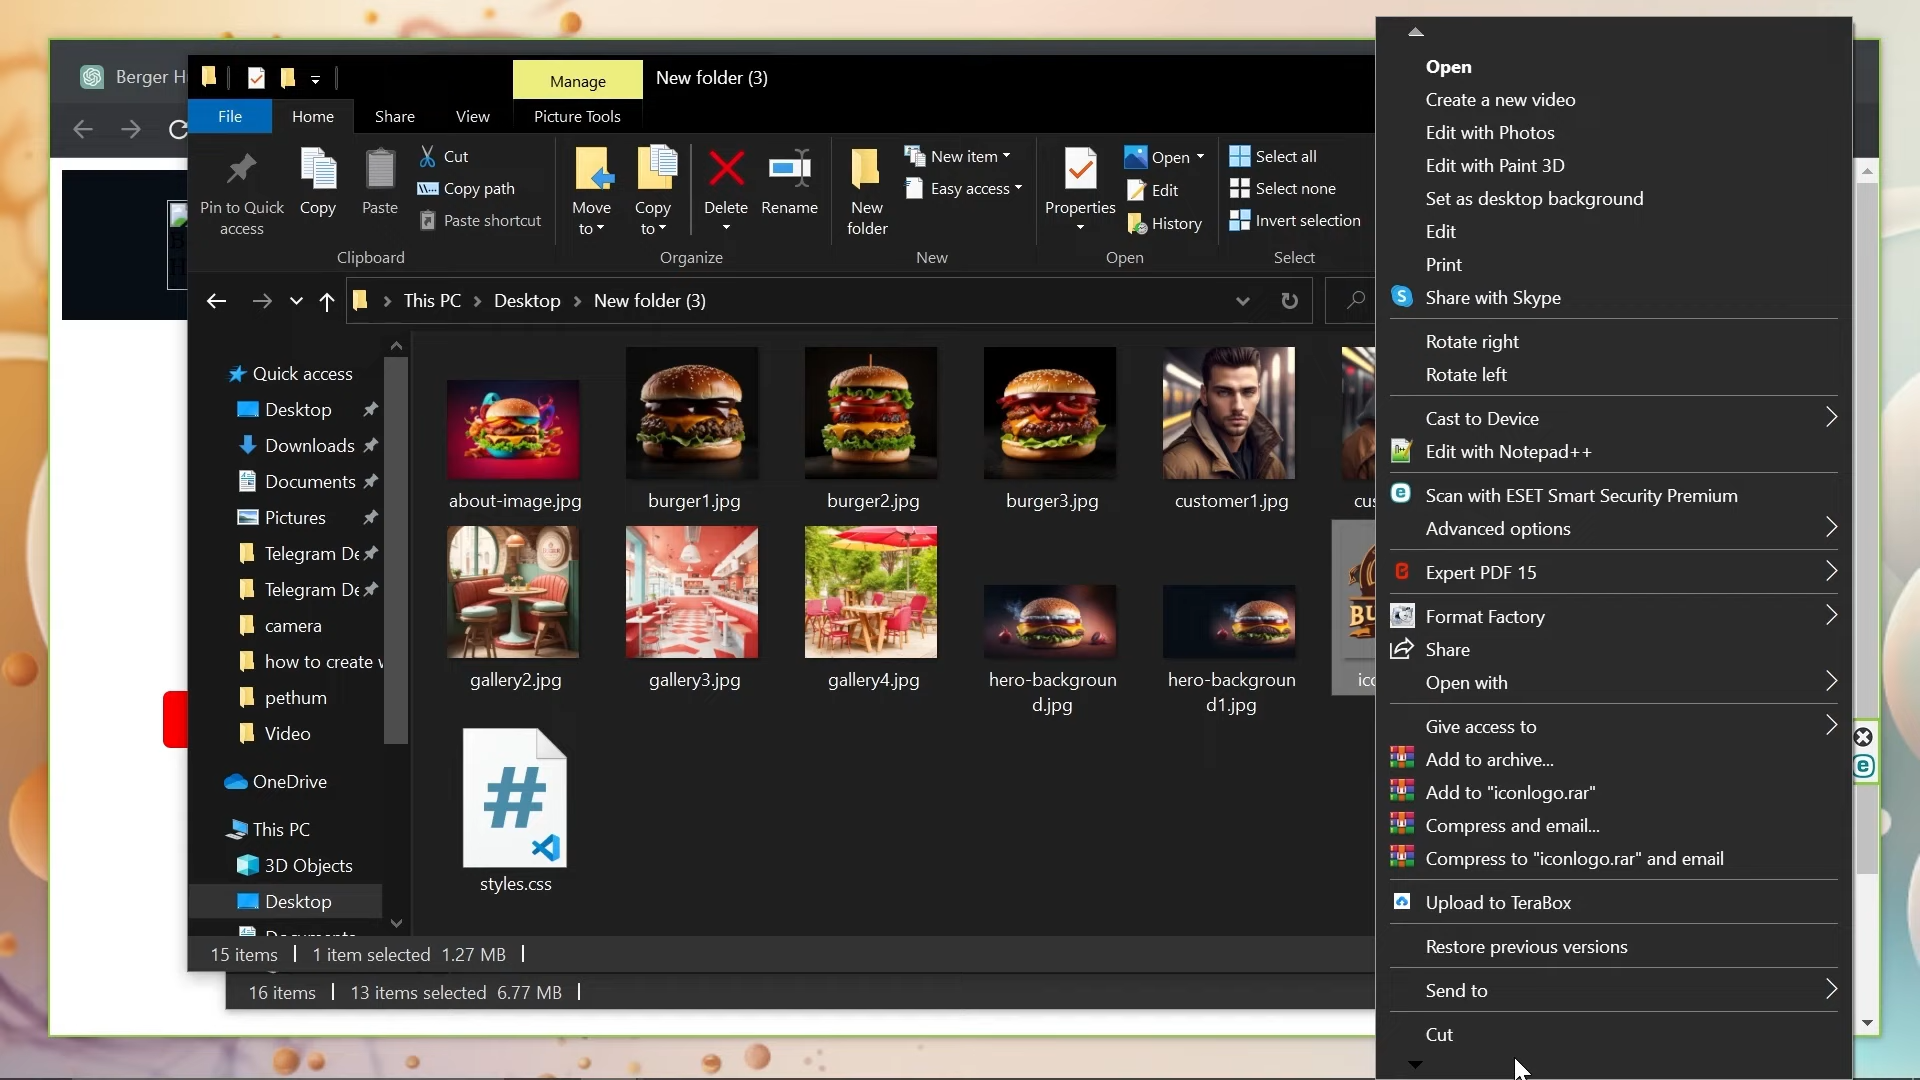 Berger H
Manage
New folder (3)
File
Home
Share
View
Picture Tools
Pin to Quick
access
Copy
Paste
Cut
Copy path
Paste shortcut
Clipboard
Move
to
Copy
to
Delete
Rename
Organize
New
folder
New item
Easy access
New
Properties
Open
Edit
History
Open
Select all
Select none
Invert selection
Select
This PC
Desktop
New folder (3)
Quick access
Desktop
Downloads
Documents
Pictures
Telegram De
Telegram De
camera
how to create v
pethum
Video
OneDrive
This PC
3D Objects
Desktop
Documents
about-image.jpg
burger1.jpg
burger2.jpg
burger3.jpg
customer1.jpg
cus
gallery2.jpg
gallery3.jpg
gallery4.jpg
hero-backgroun
d.jpg
hero-backgroun
d1.jpg
BU
ico
#
styles.css
15 items
1 item selected 1.27 MB
16 items
13 items selected 6.77 MB
Open
Create a new video
Edit with Photos
Edit with Paint 3D
Set as desktop background
Edit
Print
Share with Skype
Rotate right
Rotate left
Cast to Device
Edit with Notepad++
Scan with ESET Smart Security Premium
Advanced options
Expert PDF 15
Format Factory
Share
Open with
Give access to
Add to archive...
Add to "iconlogo.rar"
Compress and email...
Compress to "iconlogo.rar" and email
Upload to TeraBox
Restore previous versions
Send to
Cut